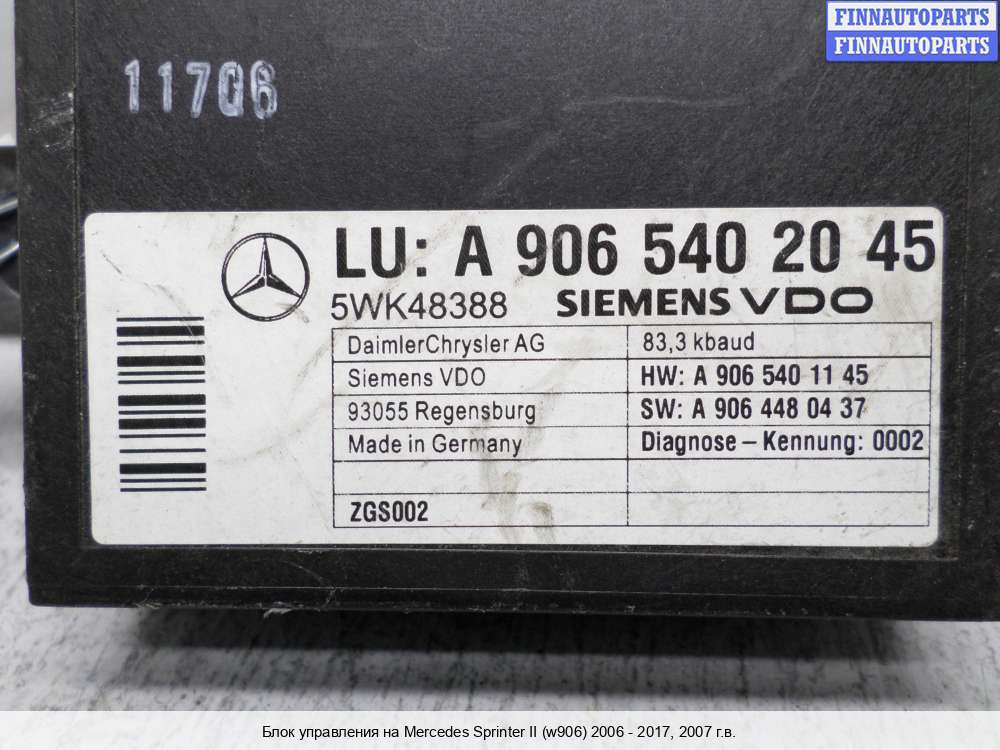 FINNAUTOPARTS
FINNAUTOPARTS
11706
LU: A 906 540 20 45
5WK48388 SIEMENS VDO
DaimlerChrysler AG 83,3 kbaud
Siemens VDO HW: A 906 540 11 45
93055 Regensburg SW: A 906 448 04 37
Made in Germany Diagnose – Kennung: 0002
ZGS002
Блок управления на Mercedes Sprinter II (w906) 2006 - 2017, 2007 г.в.